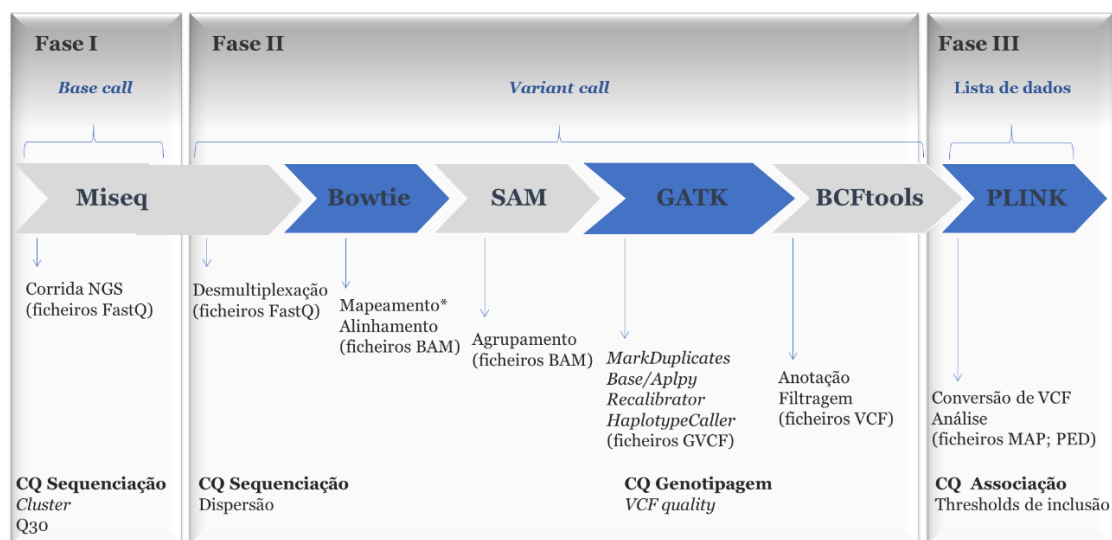 Fase I
Fase II
Fase III
Base call
Variant call
Lista de dados
Miseq
Bowtie
SAM
GATK
BCFtools
PLINK
Corrida NGS
(ficheiros FastQ)
Desmultiplexação
(ficheiros FastQ)
Mapeamento*
Alinhamento
(ficheiros BAM)
Agrupamento
(ficheiros BAM)
MarkDuplicates
Base/Aplpy
Recalibrator
HaplotypeCaller
(ficheiros GVCF)
Anotação
Filtragem
(ficheiros VCF)
Conversão de VCF
Análise
(ficheiros MAP; PED)
CQ Sequenciação
Cluster
Q30
CQ Sequenciação
Dispersão
CQ Genotipagem
VCF quality
CQ Associação
Thresholds de inclusão